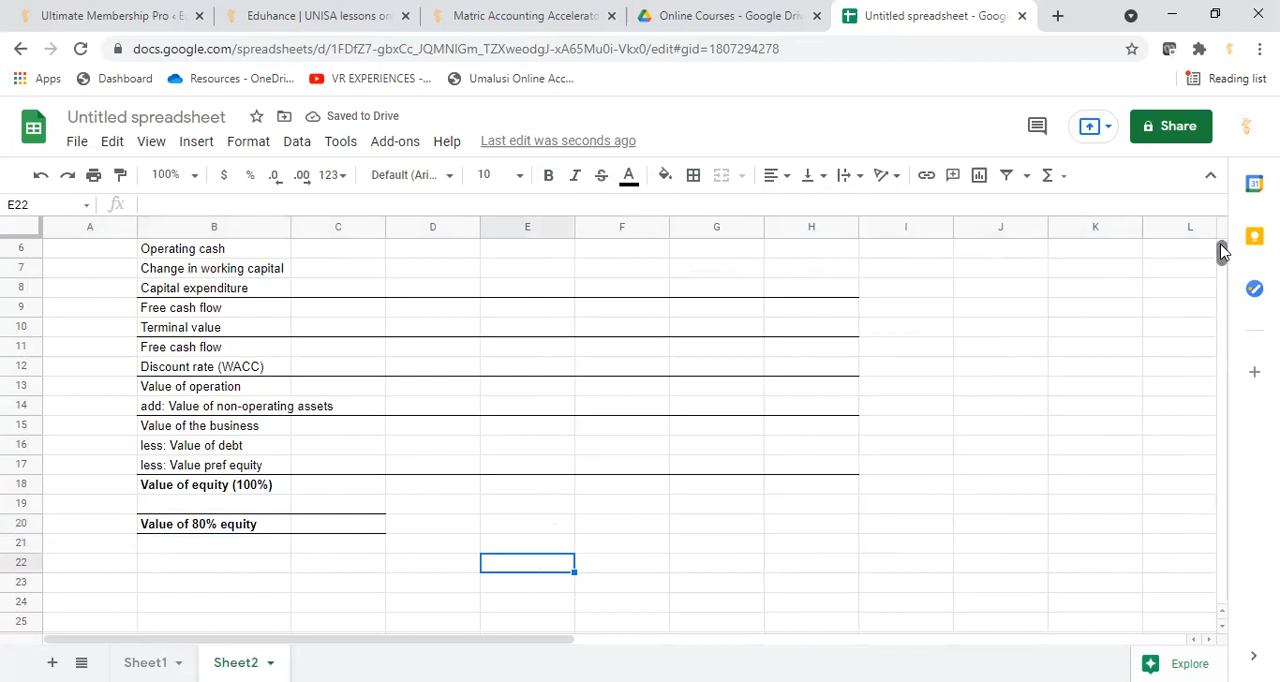 Ultimate Membership Pro ‹ E
Eduhance | UNISA lessons on
Matric Accounting Accelerato
Online Courses - Google Driv
Untitled spreadsheet - Goog
docs.google.com/spreadsheets/d/1FDfZ7-gbxCc_JQMNIGm_TZXweodgJ-xA65Mu0i-Vkx0/edit#gid=1807294278
Apps Dashboard Resources - OneDri... VR EXPERIENCES -... Umalusi Online Acc... Reading list
Untitled spreadsheet Saved to Drive
File Edit View Insert Format Data Tools Add-ons Help Last edit was seconds ago
Share
100% $ % .0 .00 123 Default (Ari... 10 B I S A Σ
E22 fx
A B C D E F G H I J K L
6 Operating cash
7 Change in working capital
8 Capital expenditure
9 Free cash flow
10 Terminal value
11 Free cash flow
12 Discount rate (WACC)
13 Value of operation
14 add: Value of non-operating assets
15 Value of the business
16 less: Value of debt
17 less: Value pref equity
18 Value of equity (100%)
19
20 Value of 80% equity
21
22
23
24
25
Sheet1 Sheet2 Explore
31